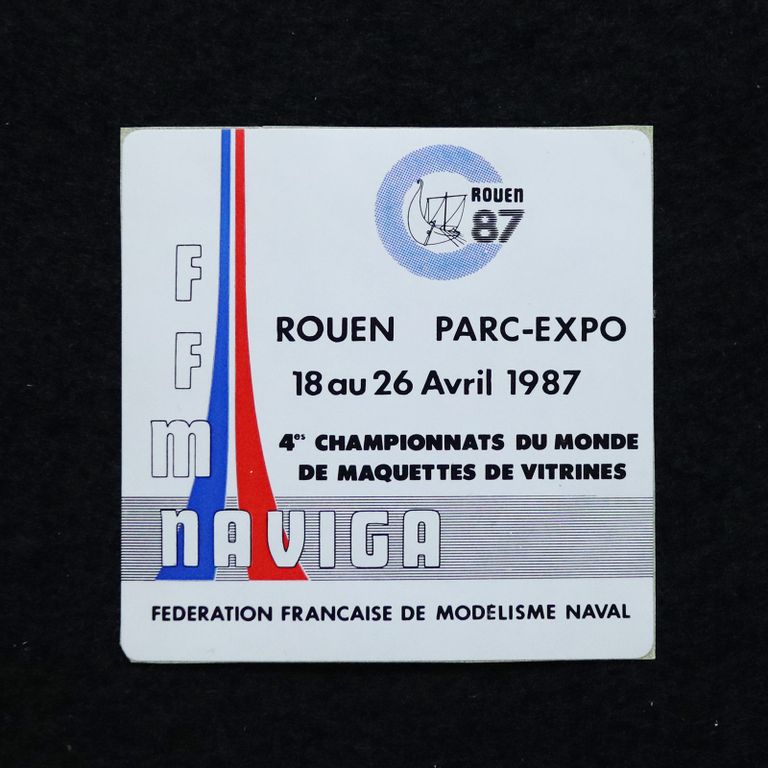 ROUEN
87
ROUEN PARC-EXPO
18 au 26 Avril 1987
4es CHAMPIONNATS DU MONDE
DE MAQUETTES DE VITRINES
F
F
M
NAVIGA
FEDERATION FRANCAISE DE MODÉLISME NAVAL